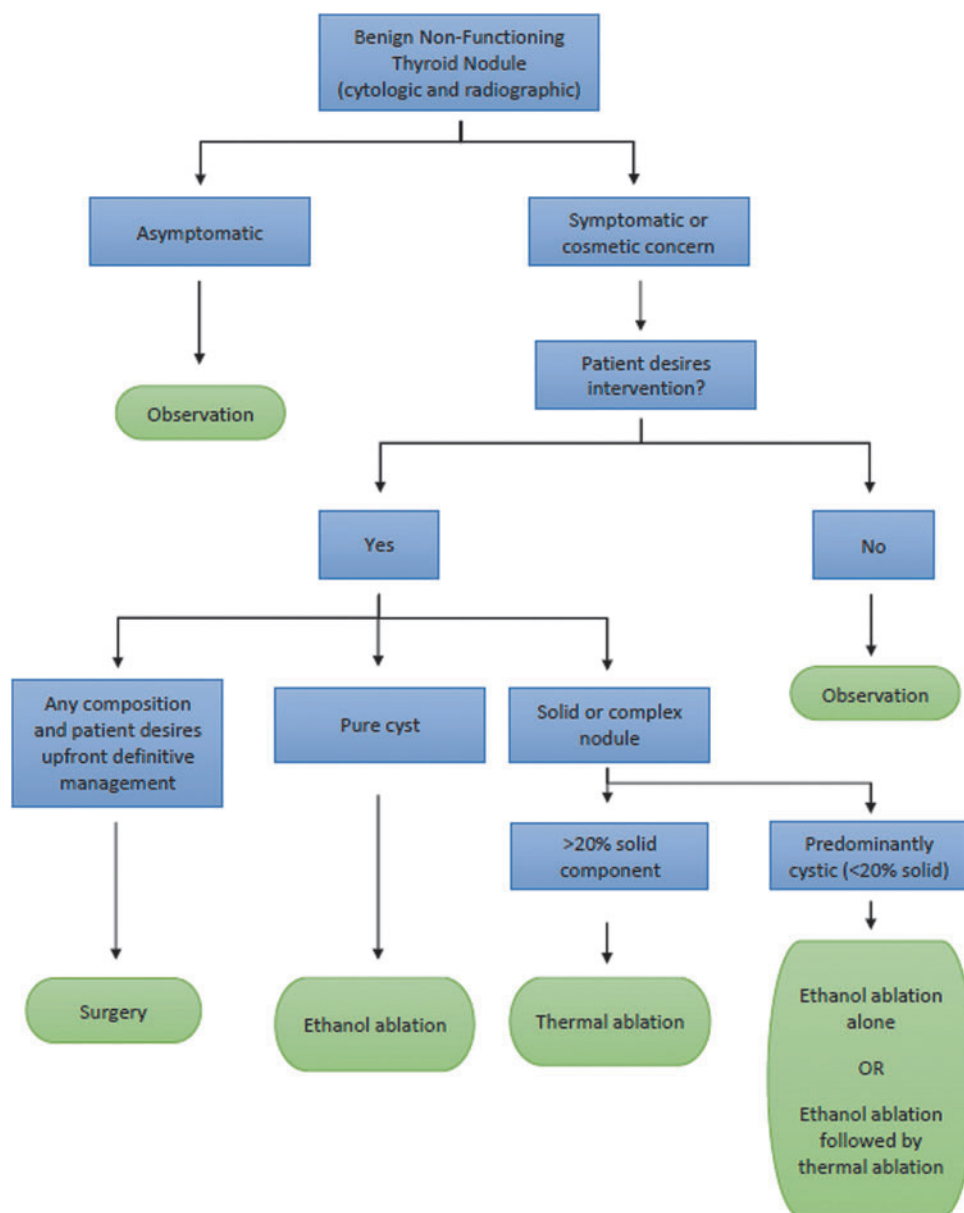 Benign Non-Functioning
Thyroid Nodule
(cytologic and radiographic)
Asymptomatic
Symptomatic or
cosmetic concern
Patient desires
intervention?
Observation
Yes
No
Any composition
and patient desires
upfront definitive
management
Pure cyst
Solid or complex
nodule
Observation
>20% solid
component
Predominantly
cystic (<20% solid)
Surgery
Ethanol ablation
Thermal ablation
Ethanol ablation
alone
OR
Ethanol ablation
followed by
thermal ablation